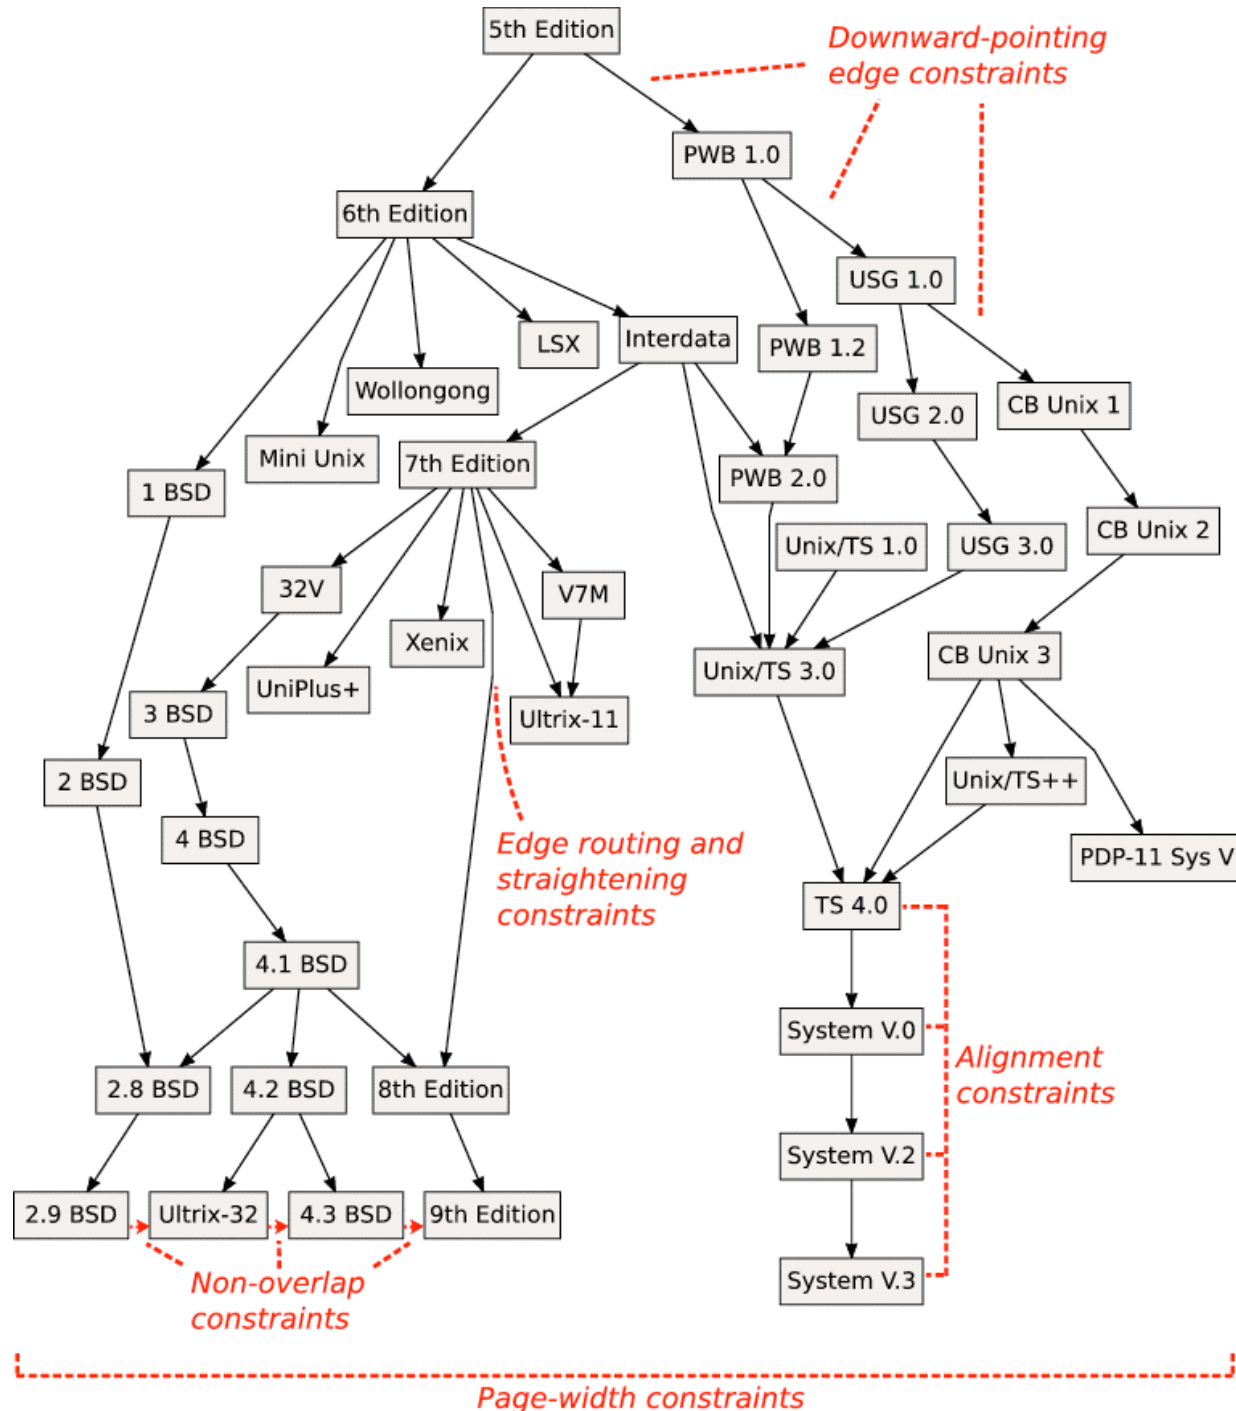 5th Edition
Downward-pointing
edge constraints
PWB 1.0
6th Edition
USG 1.0
LSX
Interdata
PWB 1.2
Wollongong
CB Unix 1
USG 2.0
Mini Unix
7th Edition
1 BSD
PWB 2.0
CB Unix 2
Unix/TS 1.0
USG 3.0
32V
V7M
Xenix
CB Unix 3
Unix/TS 3.0
UniPlus+
3 BSD
Ultrix-11
2 BSD
Unix/TS++
4 BSD
Edge routing and
straightening
constraints
PDP-11 Sys V
TS 4.0
4.1 BSD
System V.0
Alignment
constraints
2.8 BSD
4.2 BSD
8th Edition
System V.2
2.9 BSD
Ultrix-32
4.3 BSD
9th Edition
Non-overlap
constraints
System V.3
Page-width constraints